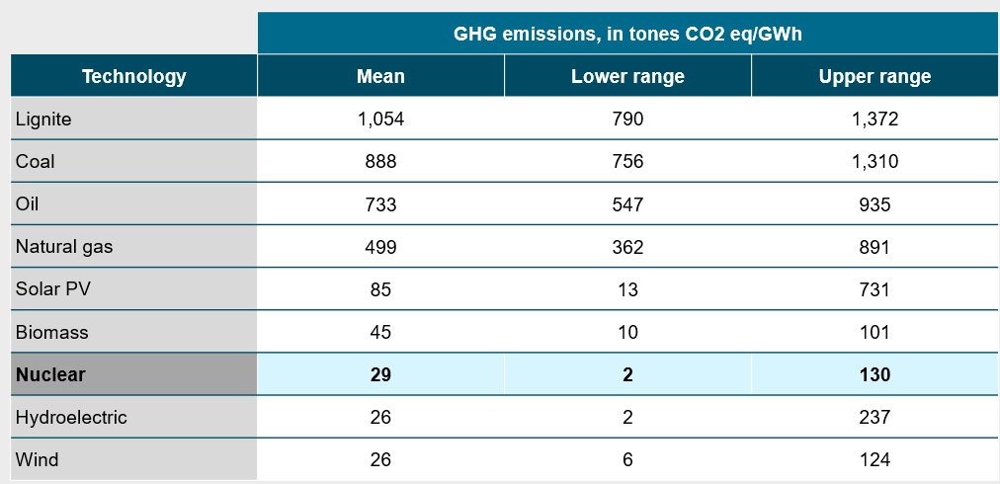 GHG emissions, in tones CO2 eq/GWh
Technology Mean Lower range Upper range
Lignite 1,054 790 1,372
Coal 888 756 1,310
Oil 733 547 935
Natural gas 499 362 891
Solar PV 85 13 731
Biomass 45 10 101
Nuclear 29 2 130
Hydroelectric 26 2 237
Wind 26 6 124